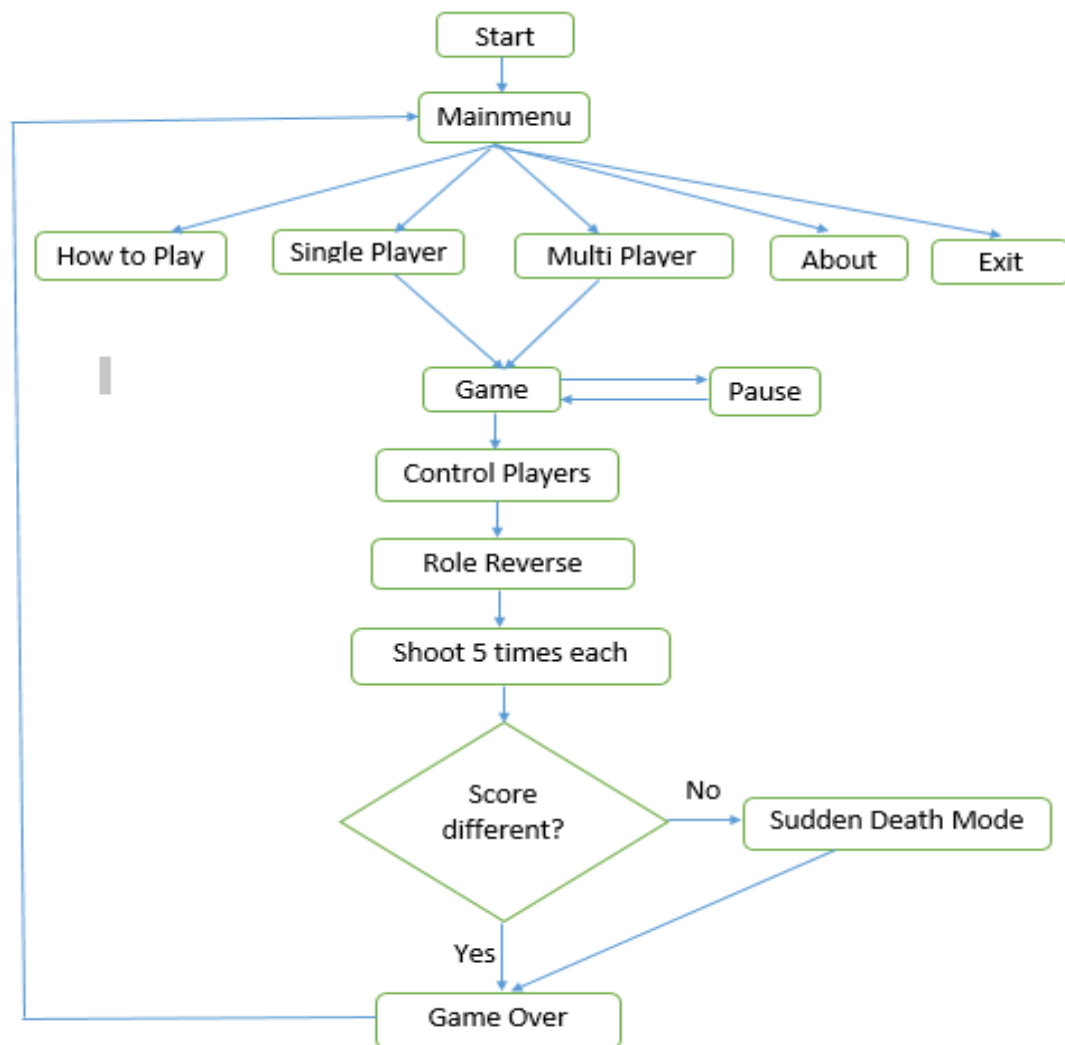 Start
Mainmenu
How to Play
Single Player
Multi Player
About
Exit
Game
Pause
Control Players
Role Reverse
Shoot 5 times each
Score
different?
No
Sudden Death Mode
Yes
Game Over